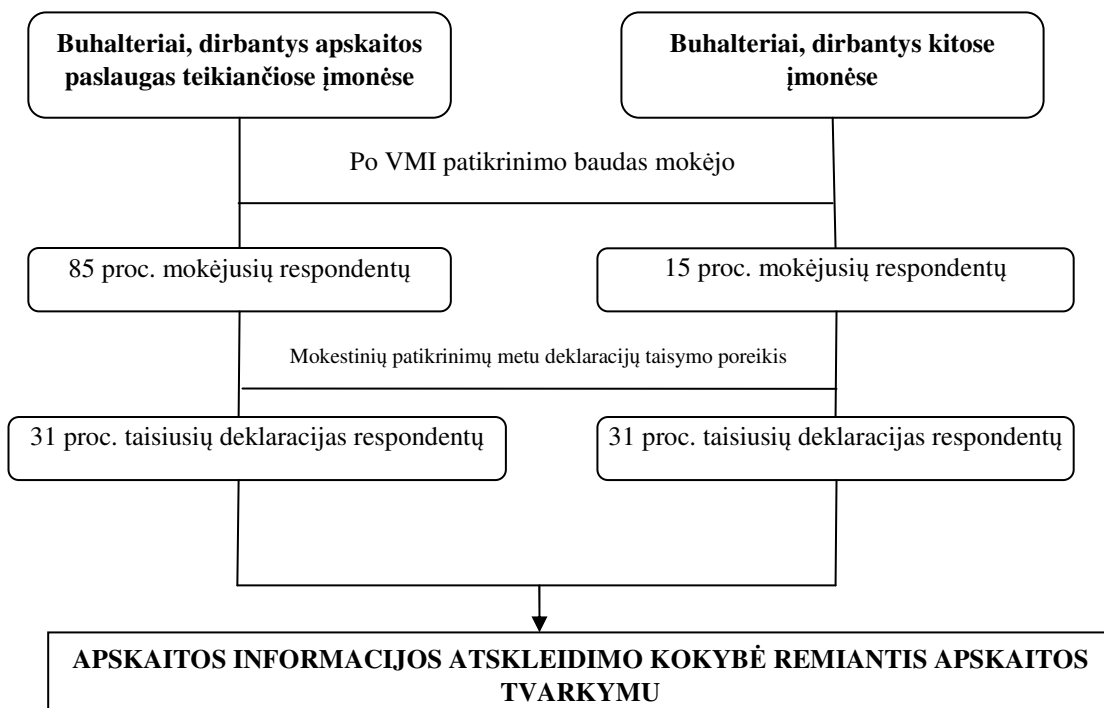 Buhalteriai, dirbantys apskaitos
paslaugas teikiančiose įmonėse
Buhalteriai, dirbantys kitose
įmonėse
Po VMI patikrinimo baudas mokėjo
85 proc. mokėjusių respondentų
15 proc. mokėjusių respondentų
Mokestinių patikrinimų metu deklaracijų taisymo poreikis
31 proc. taisiusių deklaracijas respondentų
31 proc. taisiusių deklaracijas respondentų
APSKAITOS INFORMACIJOS ATSKLEIDIMO KOKYBĖ REMIANTIS APSKAITOS
TVARKYMU